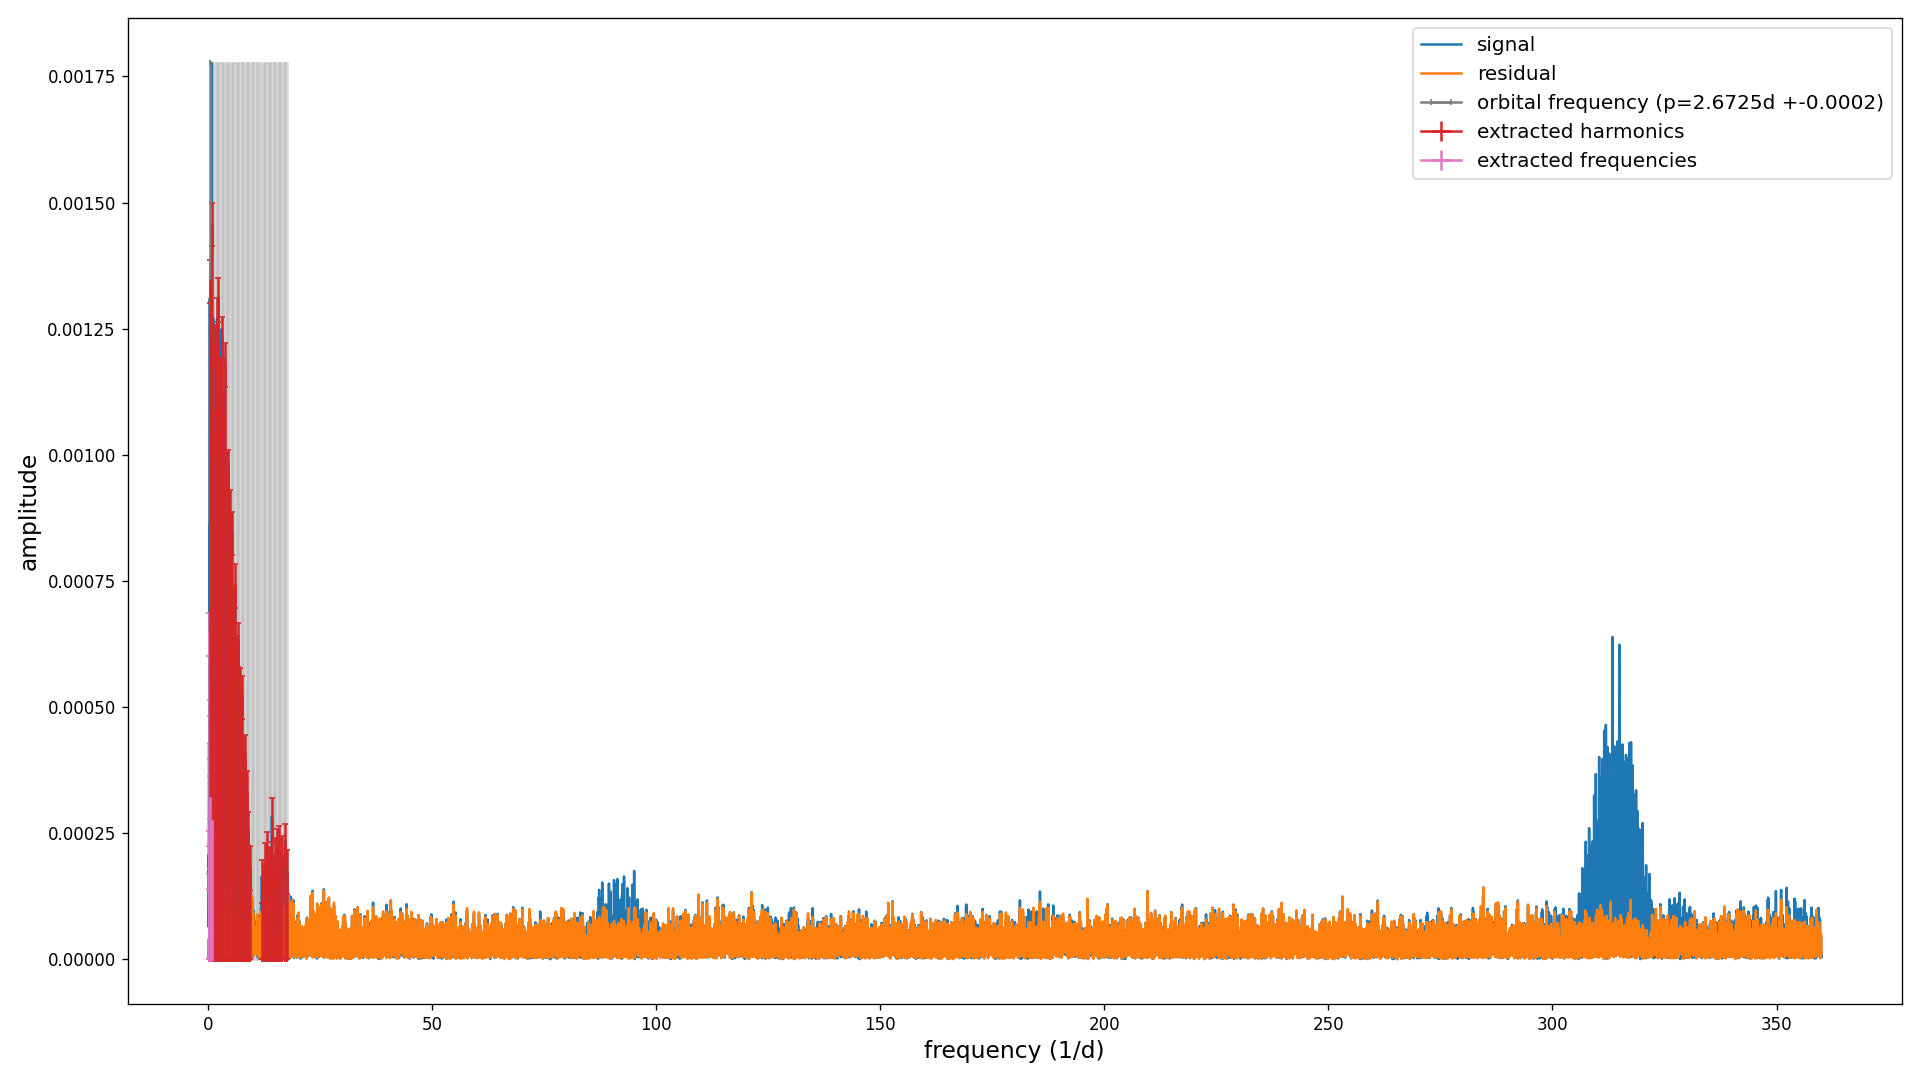 signal
residual
orbital frequency (p=2.6725d +-0.0002)
extracted harmonics
extracted frequencies
amplitude
0.00175
0.00150
0.00125
0.00100
0.00075
0.00050
0.00025
0.00000
0 50 100 150 200 250 300 350
frequency (1/d)